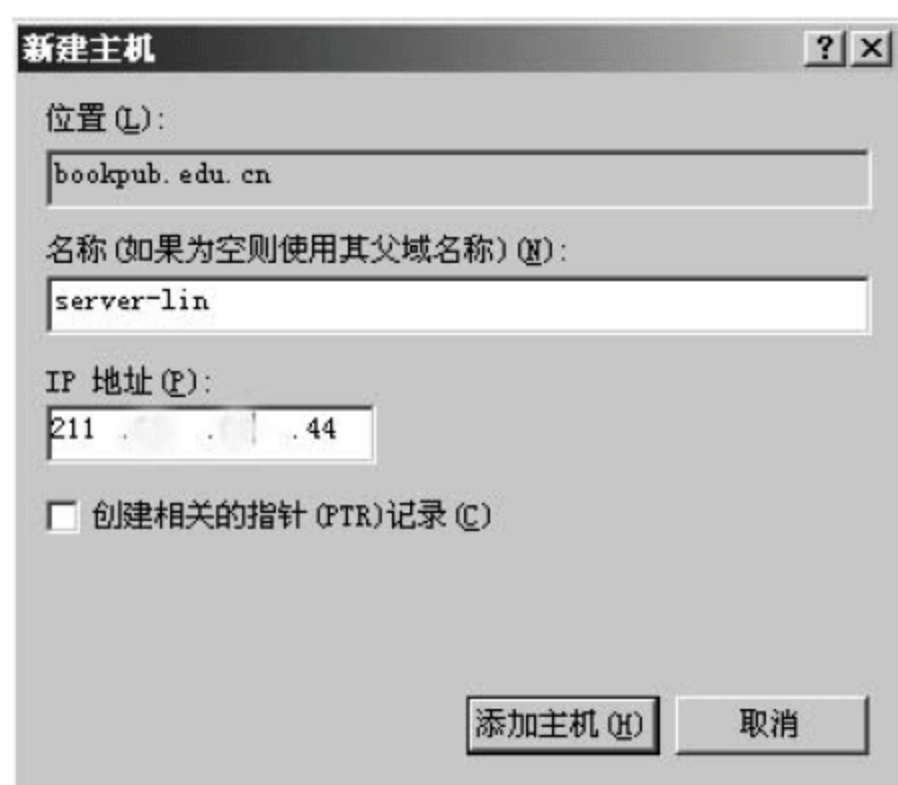 新建主机
位置(L):
bookpub.edu.cn
名称(如果为空则使用其父域名称)(N):
server-lin
IP 地址(P):
211 . . .44
创建相关的指针(PTR)记录(C)
添加主机(H) 取消